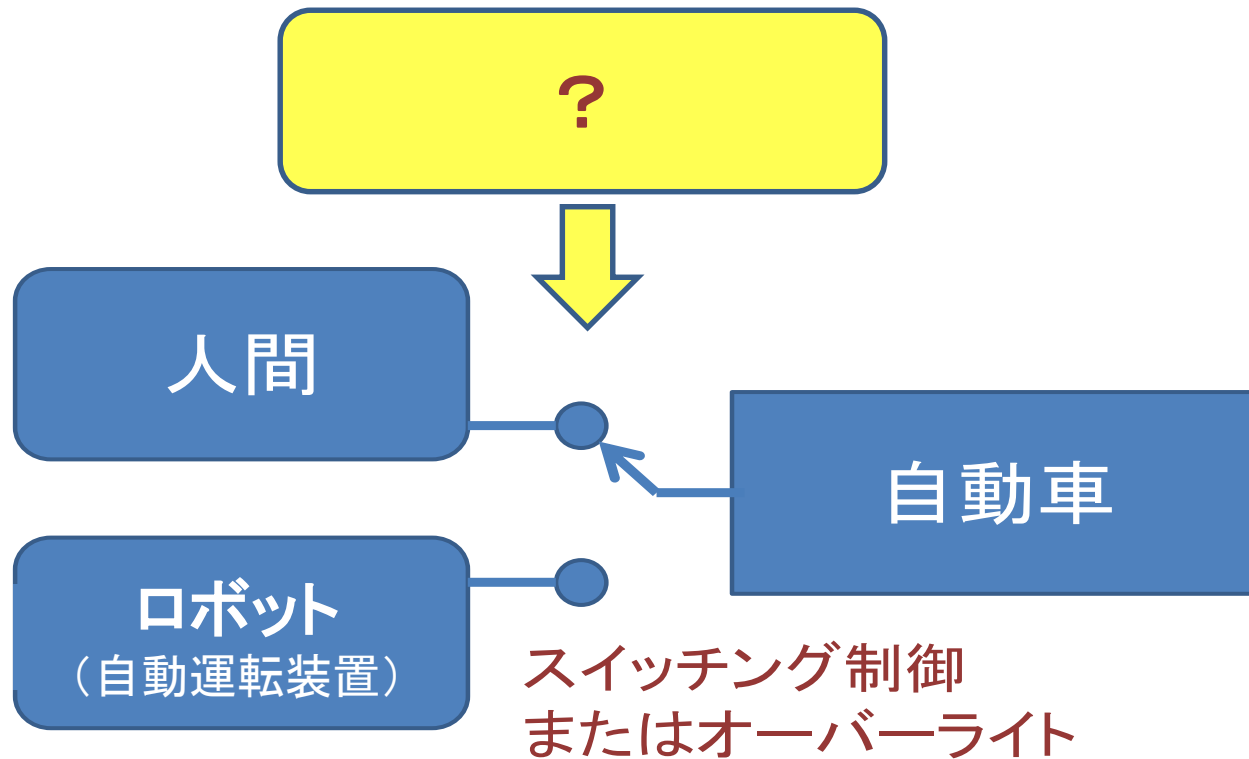 ？
人間
自動車
ロボット
（自動運転装置）
スイッチング制御
またはオーバーライト